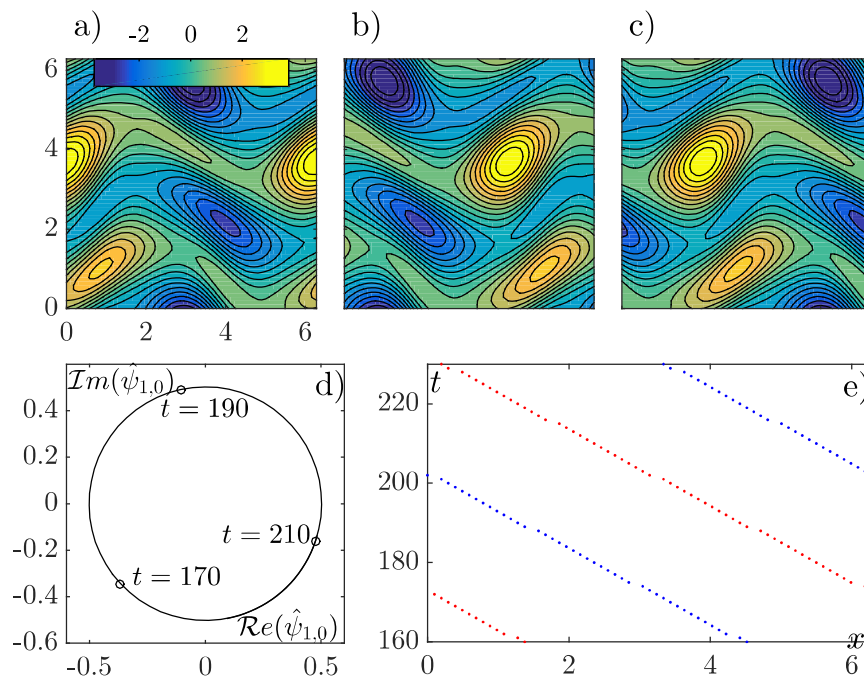 a) b) c)
-2 0 2
6
4
2
0
0 2 4 6
d) e)
0.4
0.2
0
-0.2
-0.4
-0.6
-0.5 0 0.5
𝓘m(ψ̂₁,₀)
t = 190
t = 210
t = 170
𝓡e(ψ̂₁,₀)
t
220
200
180
160
0 2 4 6
x